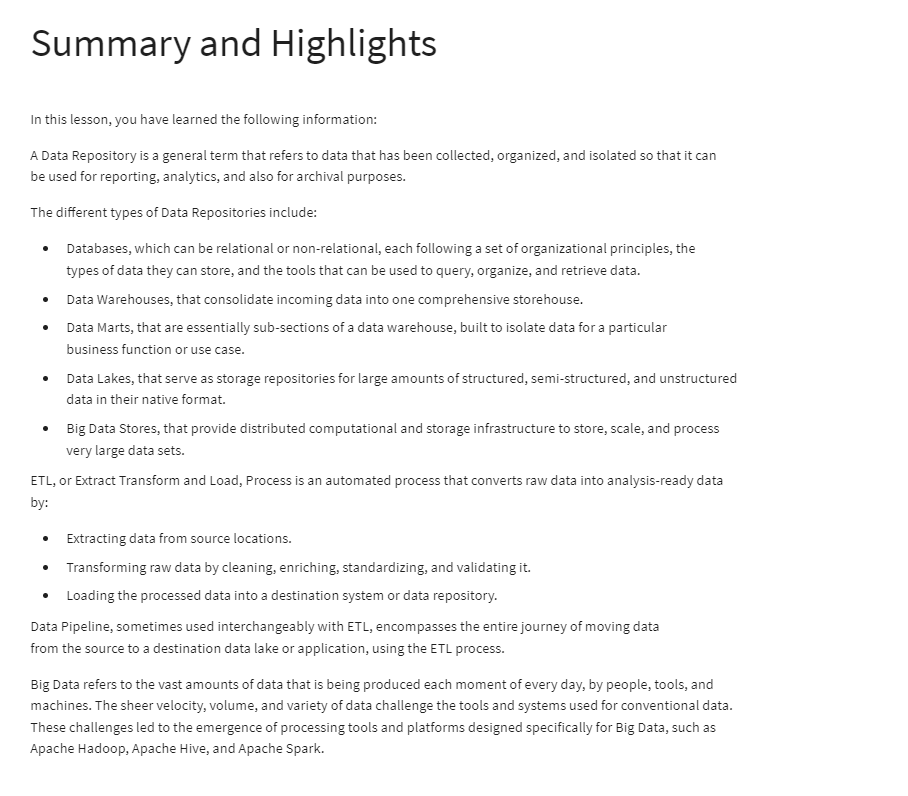 Summary and Highlights
In this lesson, you have learned the following information:
A Data Repository is a general term that refers to data that has been collected, organized, and isolated so that it can
be used for reporting, analytics, and also for archival purposes.
The different types of Data Repositories include:
• Databases, which can be relational or non-relational, each following a set of organizational principles, the
types of data they can store, and the tools that can be used to query, organize, and retrieve data.
• Data Warehouses, that consolidate incoming data into one comprehensive storehouse.
• Data Marts, that are essentially sub-sections of a data warehouse, built to isolate data for a particular
business function or use case.
• Data Lakes, that serve as storage repositories for large amounts of structured, semi-structured, and unstructured
data in their native format.
• Big Data Stores, that provide distributed computational and storage infrastructure to store, scale, and process
very large data sets.
ETL, or Extract Transform and Load, Process is an automated process that converts raw data into analysis-ready data
by:
• Extracting data from source locations.
• Transforming raw data by cleaning, enriching, standardizing, and validating it.
• Loading the processed data into a destination system or data repository.
Data Pipeline, sometimes used interchangeably with ETL, encompasses the entire journey of moving data
from the source to a destination data lake or application, using the ETL process.
Big Data refers to the vast amounts of data that is being produced each moment of every day, by people, tools, and
machines. The sheer velocity, volume, and variety of data challenge the tools and systems used for conventional data.
These challenges led to the emergence of processing tools and platforms designed specifically for Big Data, such as
Apache Hadoop, Apache Hive, and Apache Spark.